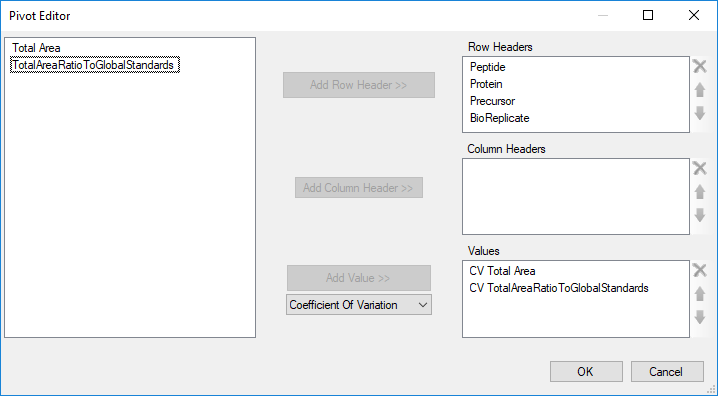 Pivot Editor
Total Area
TotalAreaRatioToGlobalStandards
Add Row Header >>
Add Column Header >>
Add Value >>
Coefficient Of Variation
Row Headers
Peptide
Protein
Precursor
BioReplicate
Column Headers
Values
CV Total Area
CV TotalAreaRatioToGlobalStandards
OK
Cancel